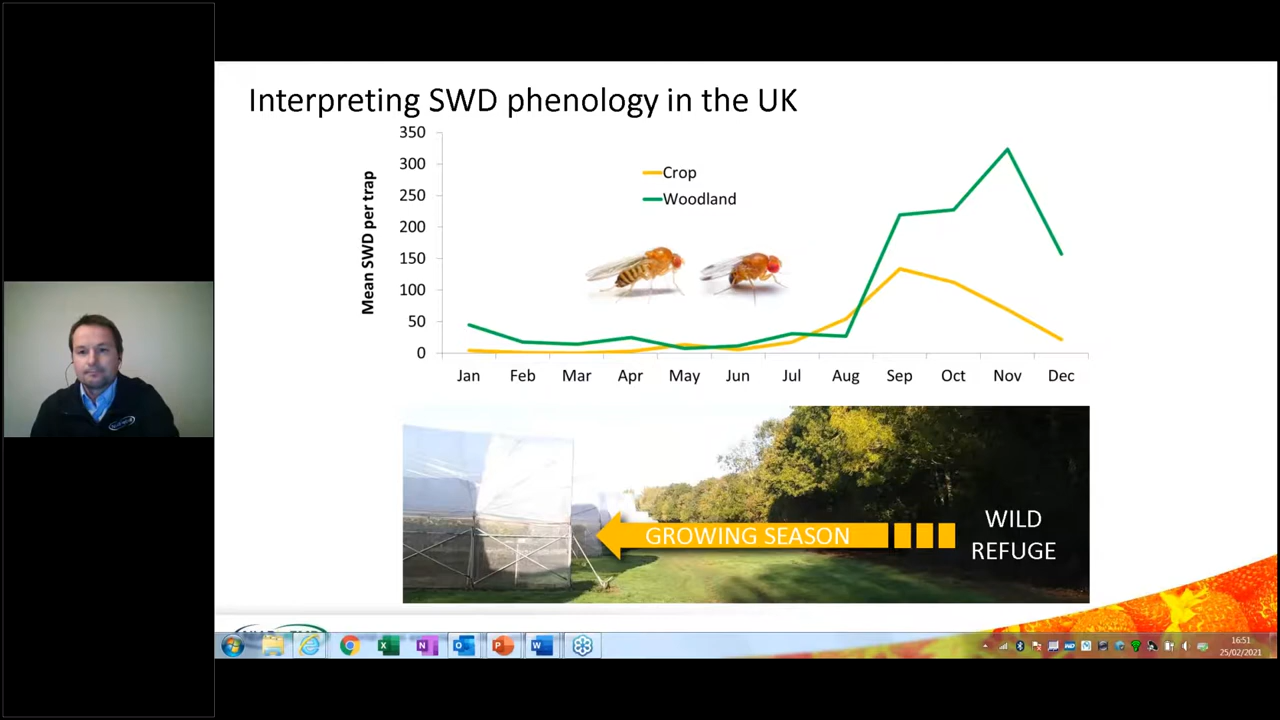 Interpreting SWD phenology in the UK
350
300
250
200
150
100
50
0
Mean SWD per trap
Crop
Woodland
Jan Feb Mar Apr May Jun Jul Aug Sep Oct Nov Dec
GROWING SEASON
WILD
REFUGE
16:51
25/02/2021